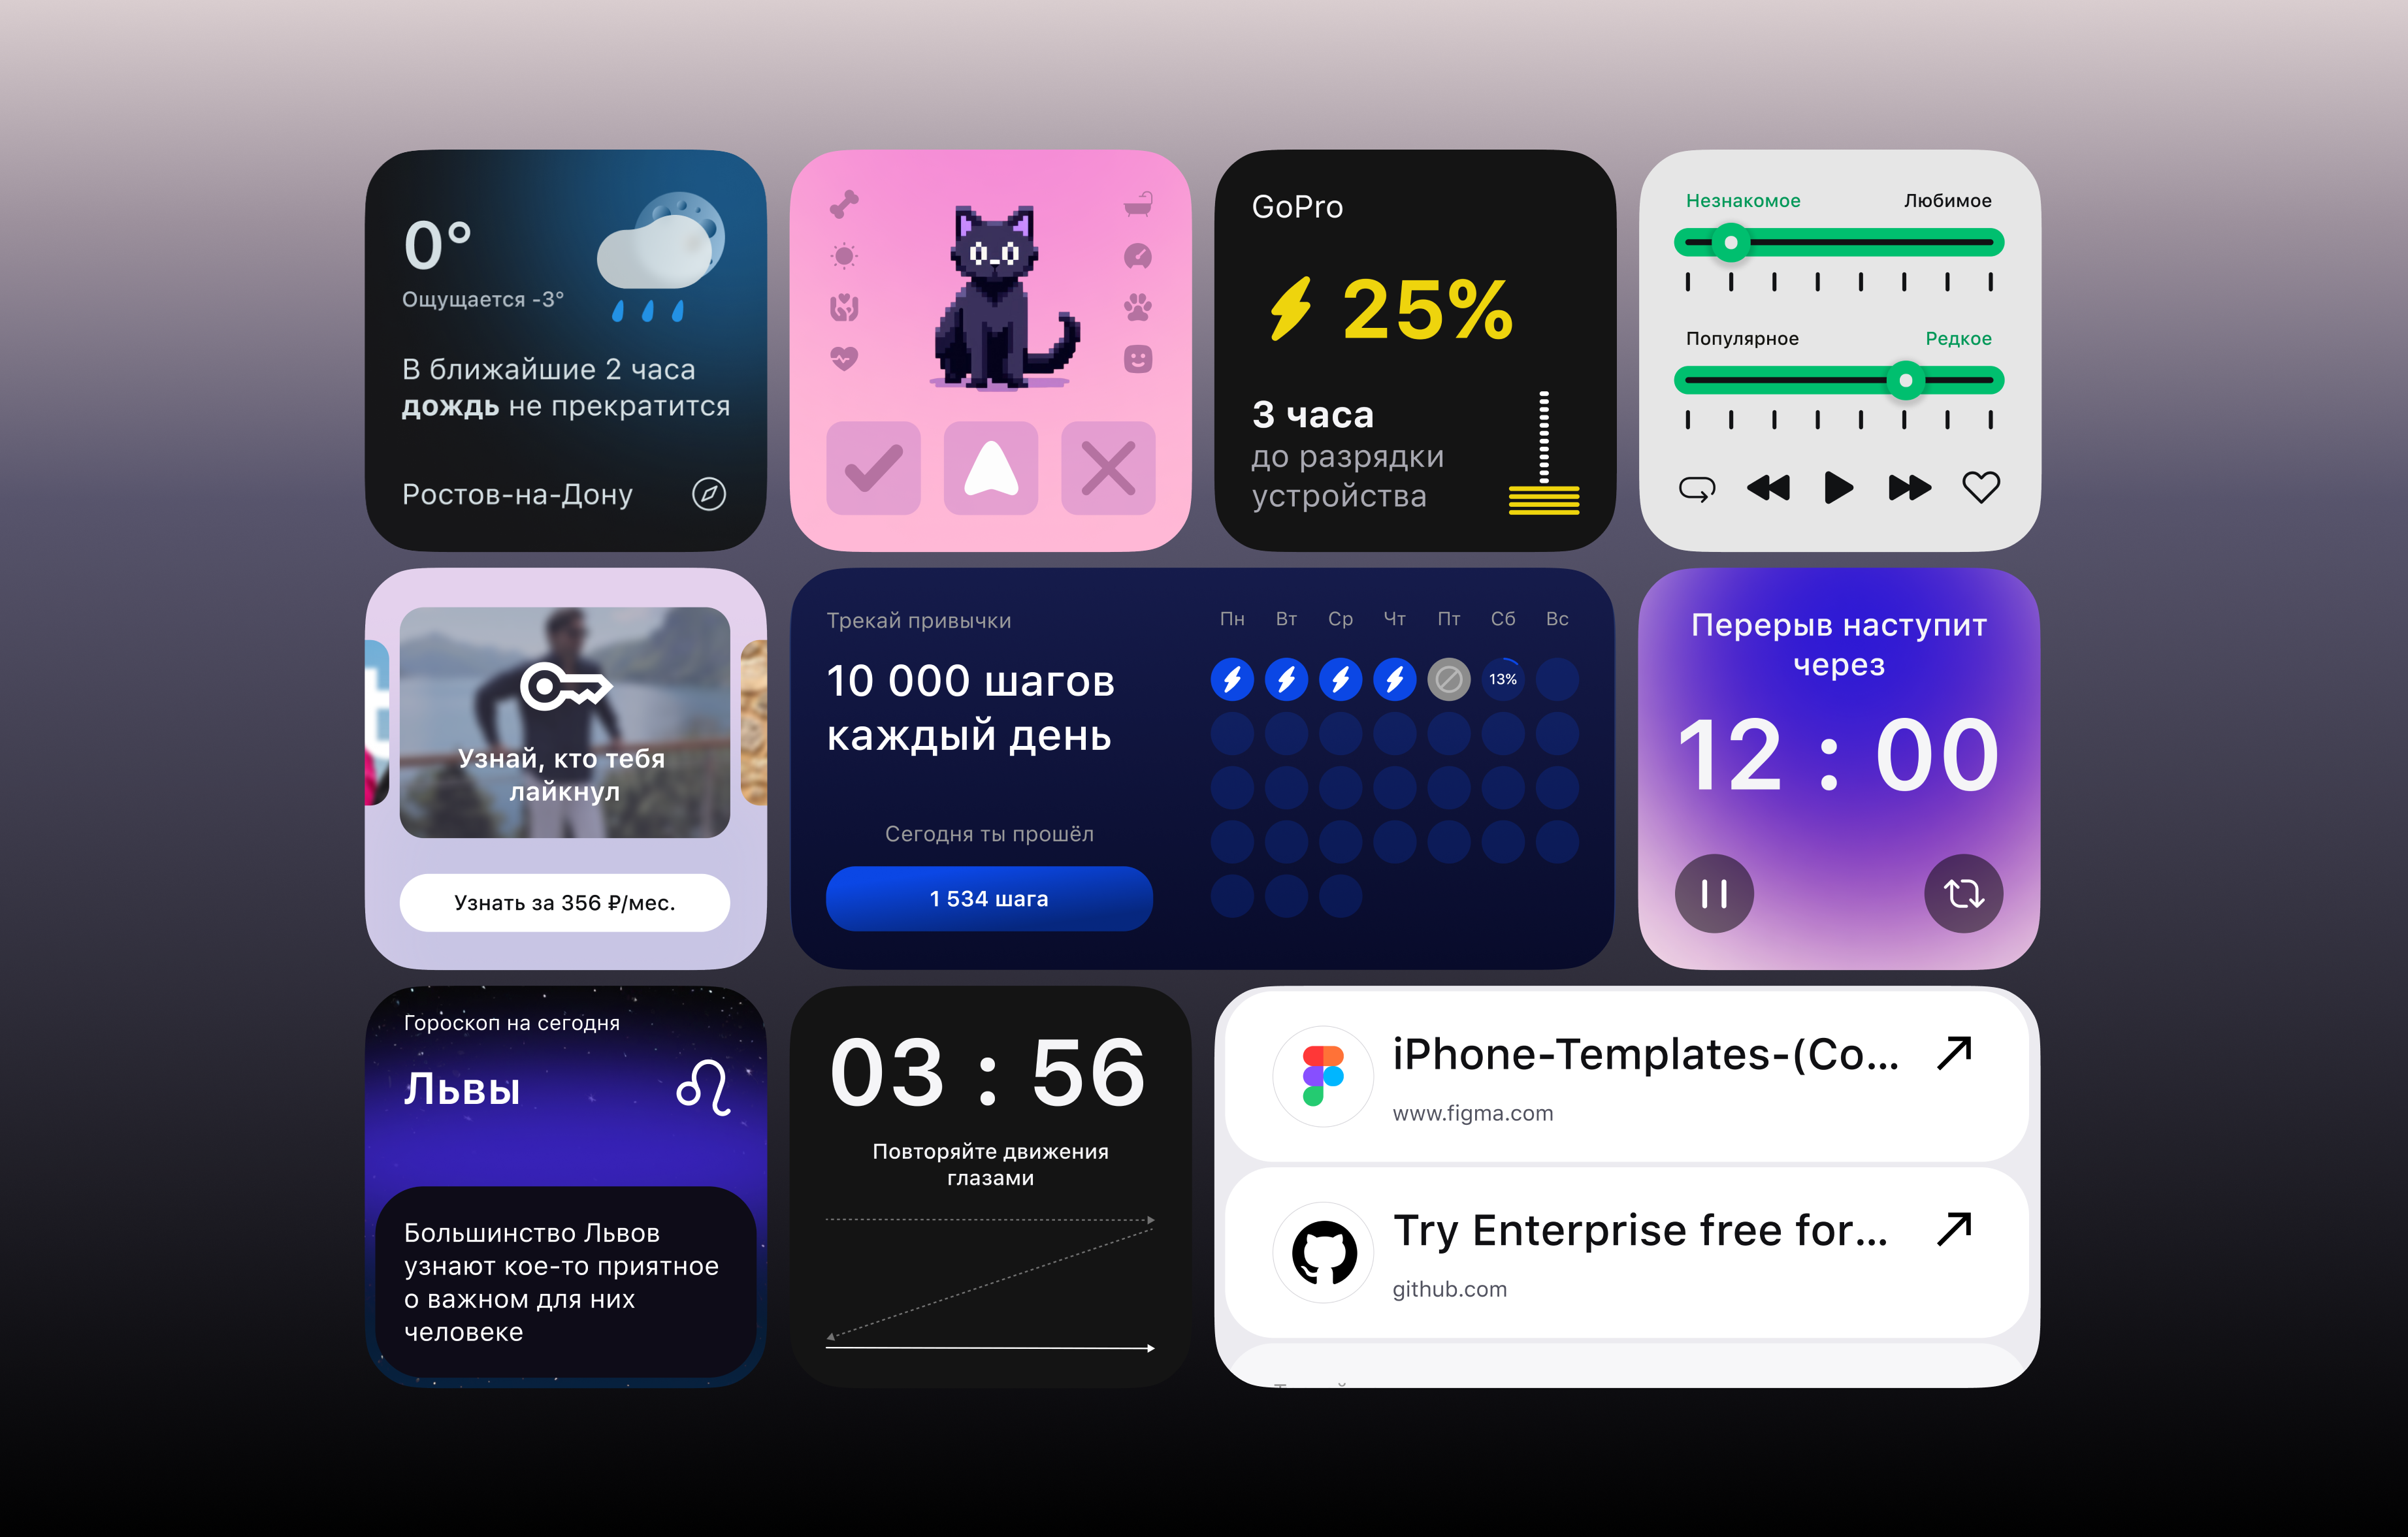 0°
Ощущается -3°
В ближайшие 2 часа
дождь не прекратится
Ростов-на-Дону
GoPro
25%
3 часа
до разрядки
устройства
Незнакомое Любимое
Популярное Редкое
Узнай, кто тебя
лайкнул
Узнать за 356 ₽/мес.
Трекай привычки
10 000 шагов
каждый день
Сегодня ты прошёл
1 534 шага
Пн Вт Ср Чт Пт Сб Вс
13%
Перерыв наступит
через
12 : 00
Гороскоп на сегодня
Львы
Большинство Львов
узнают кое-то приятное
о важном для них
человеке
03 : 56
Повторяйте движения
глазами
iPhone-Templates-(Co...
www.figma.com
Try Enterprise free for...
github.com